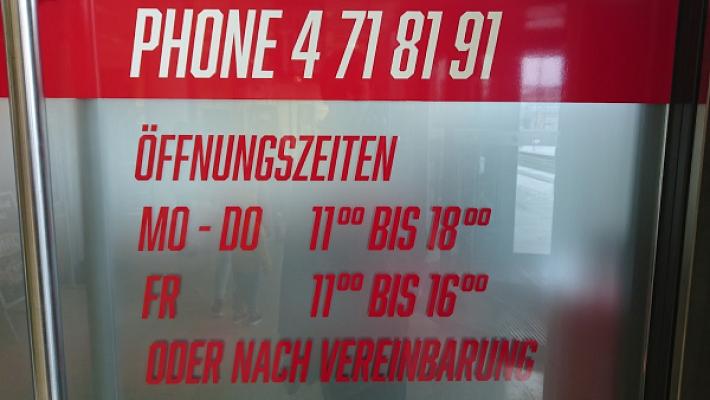 PHONE 4 71 81 91
ÖFFNUNGSZEITEN
MO - DO 11⁰⁰ BIS 18⁰⁰
FR 11⁰⁰ BIS 16⁰⁰
ODER NACH VEREINBARUNG